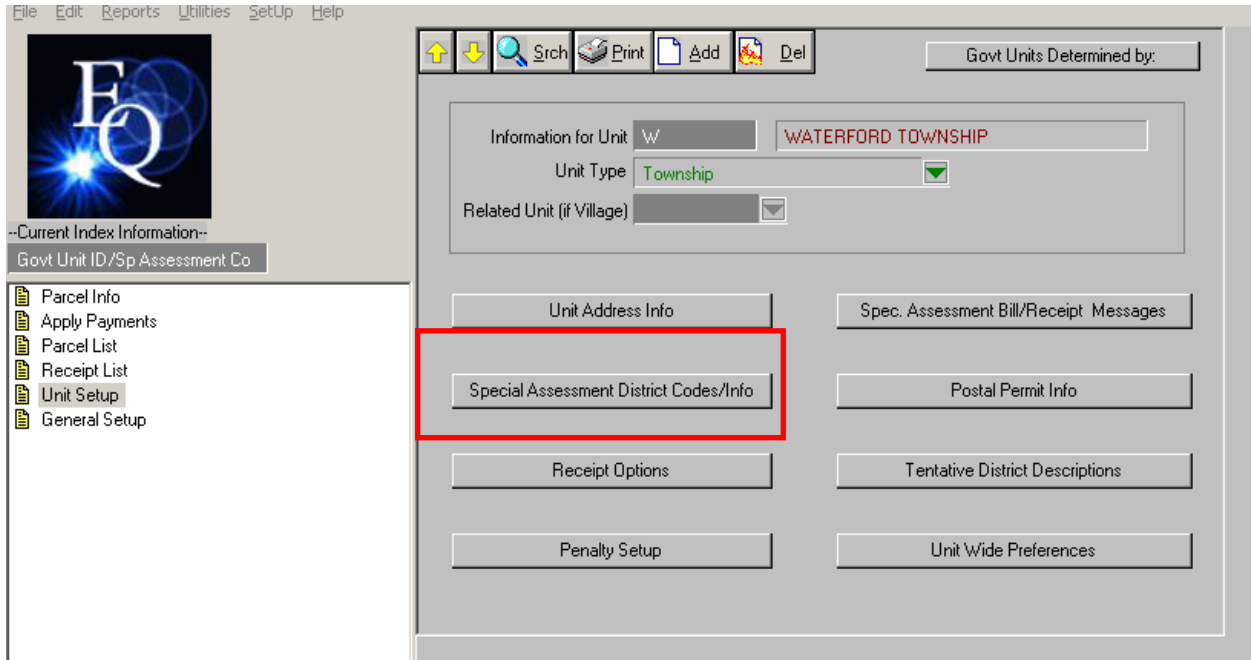 File Edit Reports Utilities SetUp Help
EQ
--Current Index Information--
Govt Unit ID/Sp Assessment Co
Parcel Info
Apply Payments
Parcel List
Receipt List
Unit Setup
General Setup
Srch Print Add Del
Govt Units Determined by:
Information for Unit W WATERFORD TOWNSHIP
Unit Type Township
Related Unit (if Village)
Unit Address Info
Spec. Assessment Bill/Receipt Messages
Special Assessment District Codes/Info
Postal Permit Info
Receipt Options
Tentative District Descriptions
Penalty Setup
Unit Wide Preferences